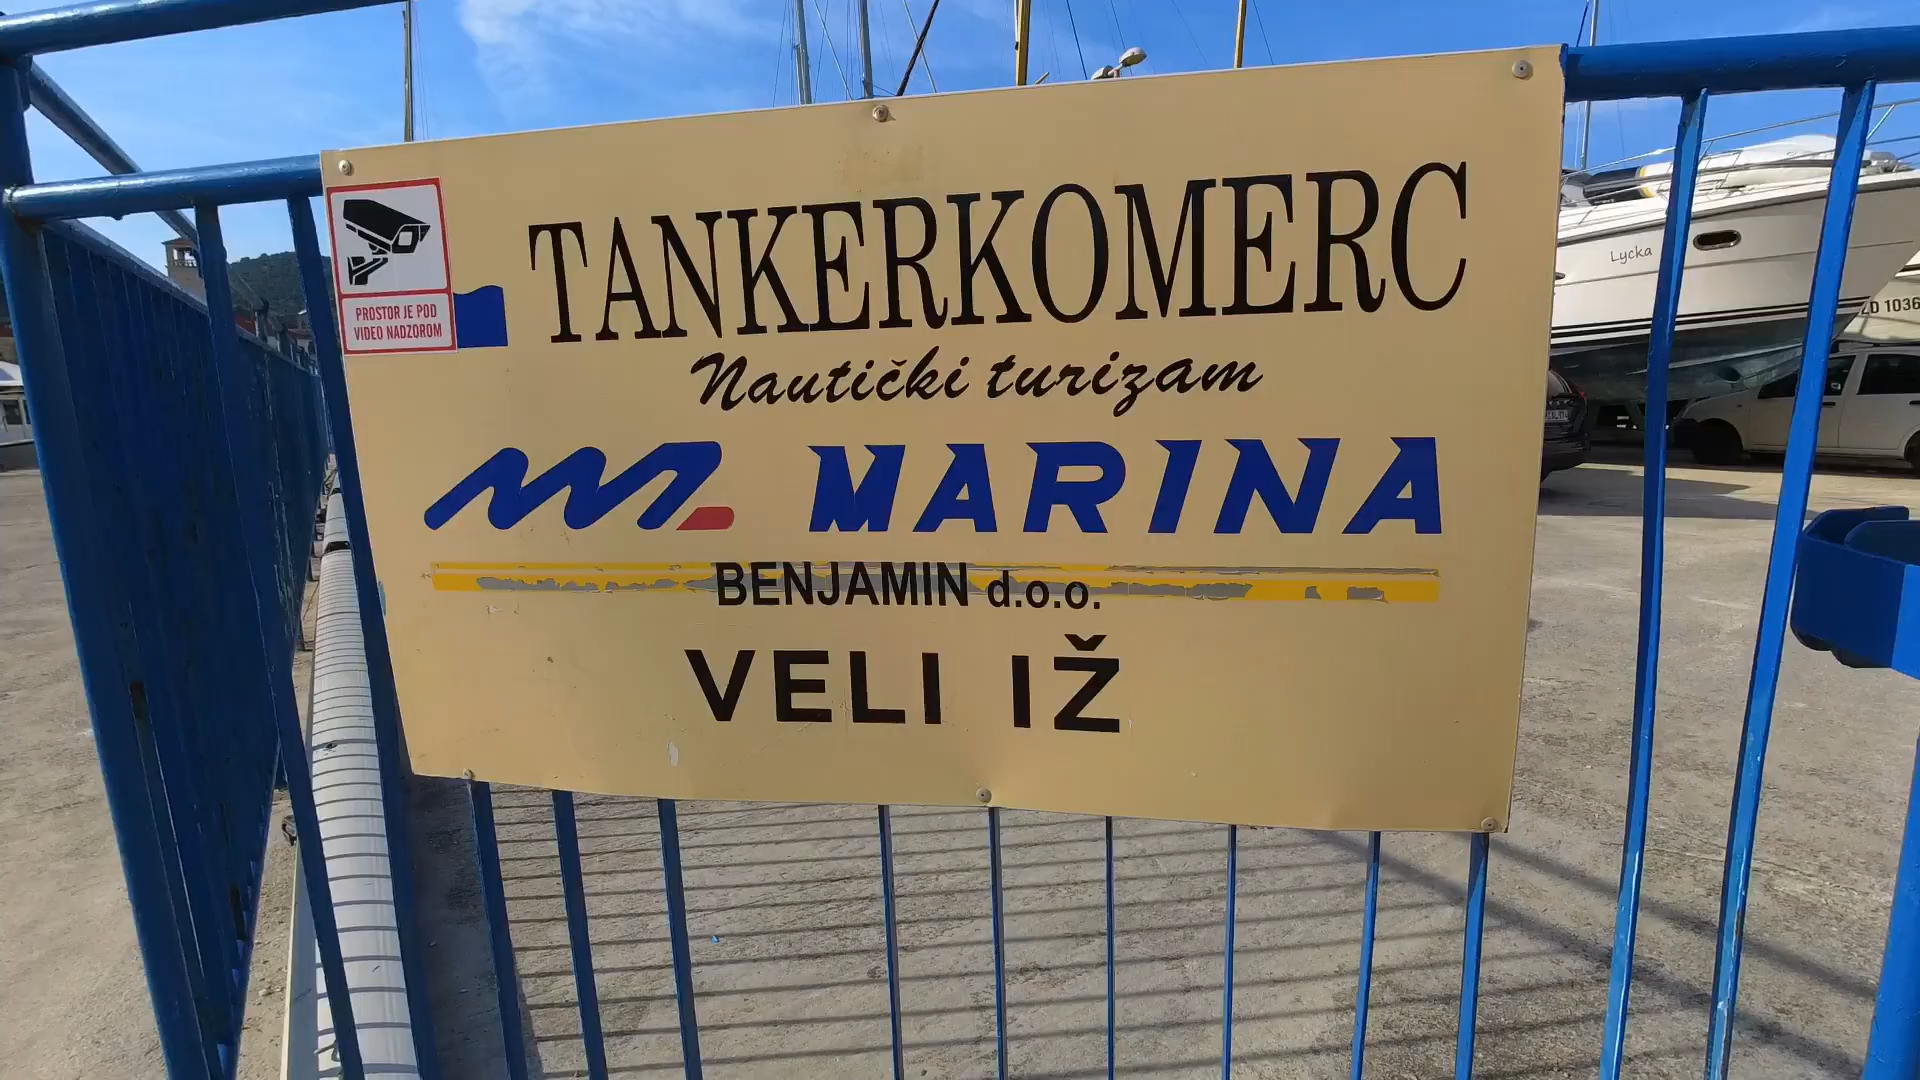 PROSTOR JE POD
VIDEO NADZOROM
TANKERKOMERC
Nautički turizam
MARINA
BENJAMIN d.o.o.
VELI IŽ
Lycka
ZD 1036